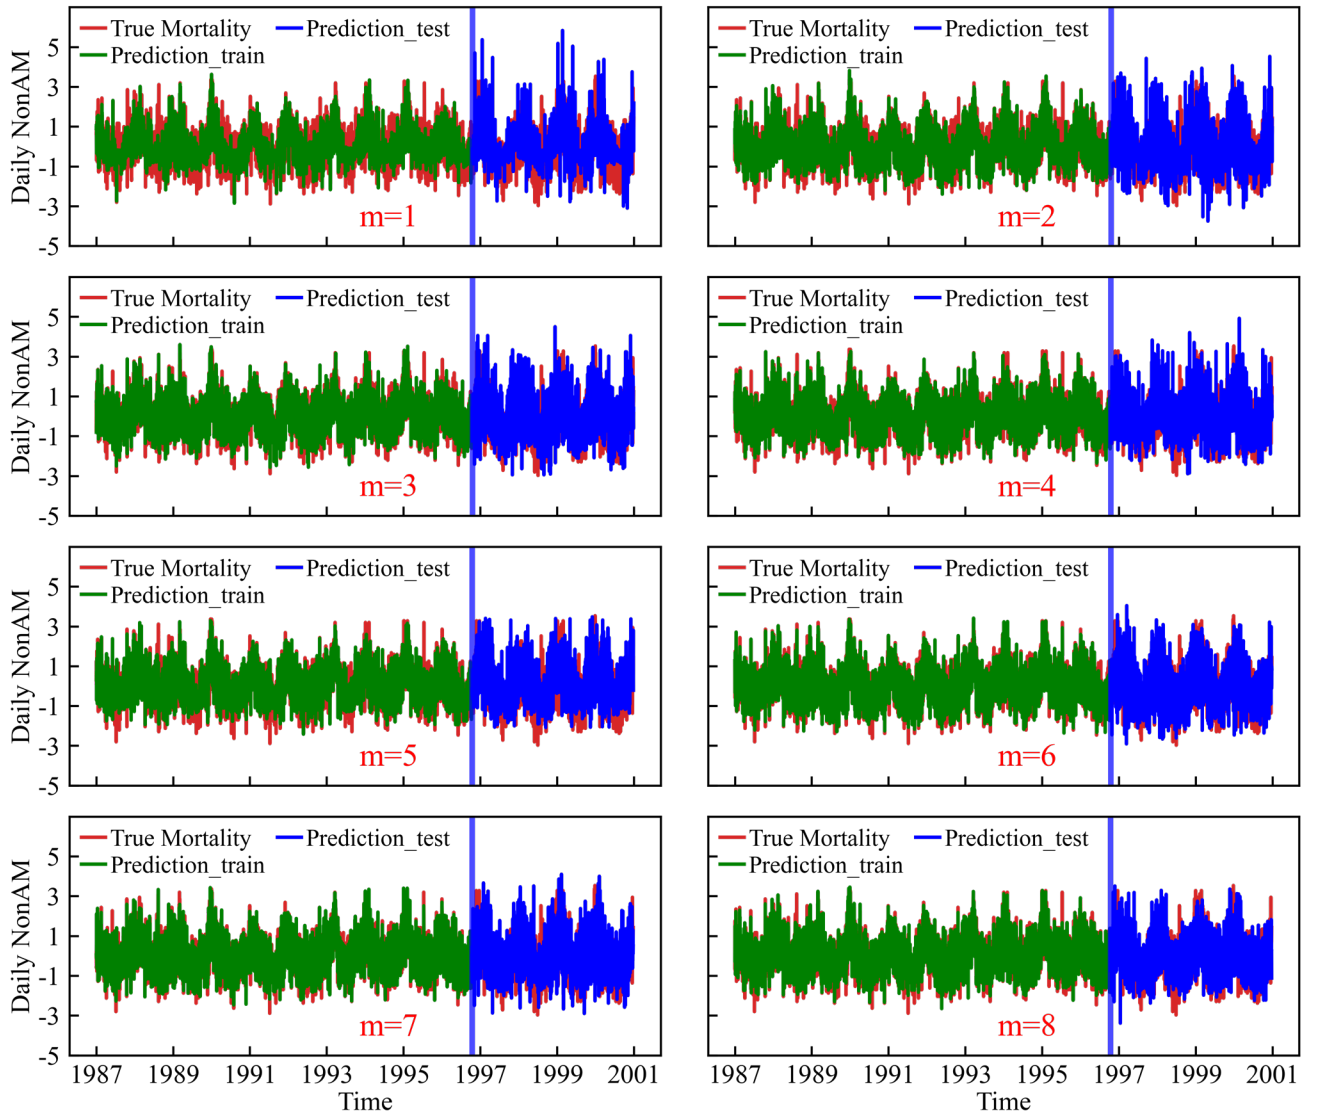 True Mortality Prediction_test
Prediction_train
Daily NonAM
5
3
1
-1
-3
-5
m=1
True Mortality Prediction_test
Prediction_train
m=2
True Mortality Prediction_test
Prediction_train
Daily NonAM
5
3
1
-1
-3
-5
m=3
True Mortality Prediction_test
Prediction_train
m=4
True Mortality Prediction_test
Prediction_train
Daily NonAM
5
3
1
-1
-3
-5
m=5
True Mortality Prediction_test
Prediction_train
m=6
True Mortality Prediction_test
Prediction_train
Daily NonAM
5
3
1
-1
-3
-5
m=7
1987 1989 1991 1993 1995 1997 1999 2001
Time
True Mortality Prediction_test
Prediction_train
m=8
1987 1989 1991 1993 1995 1997 1999 2001
Time